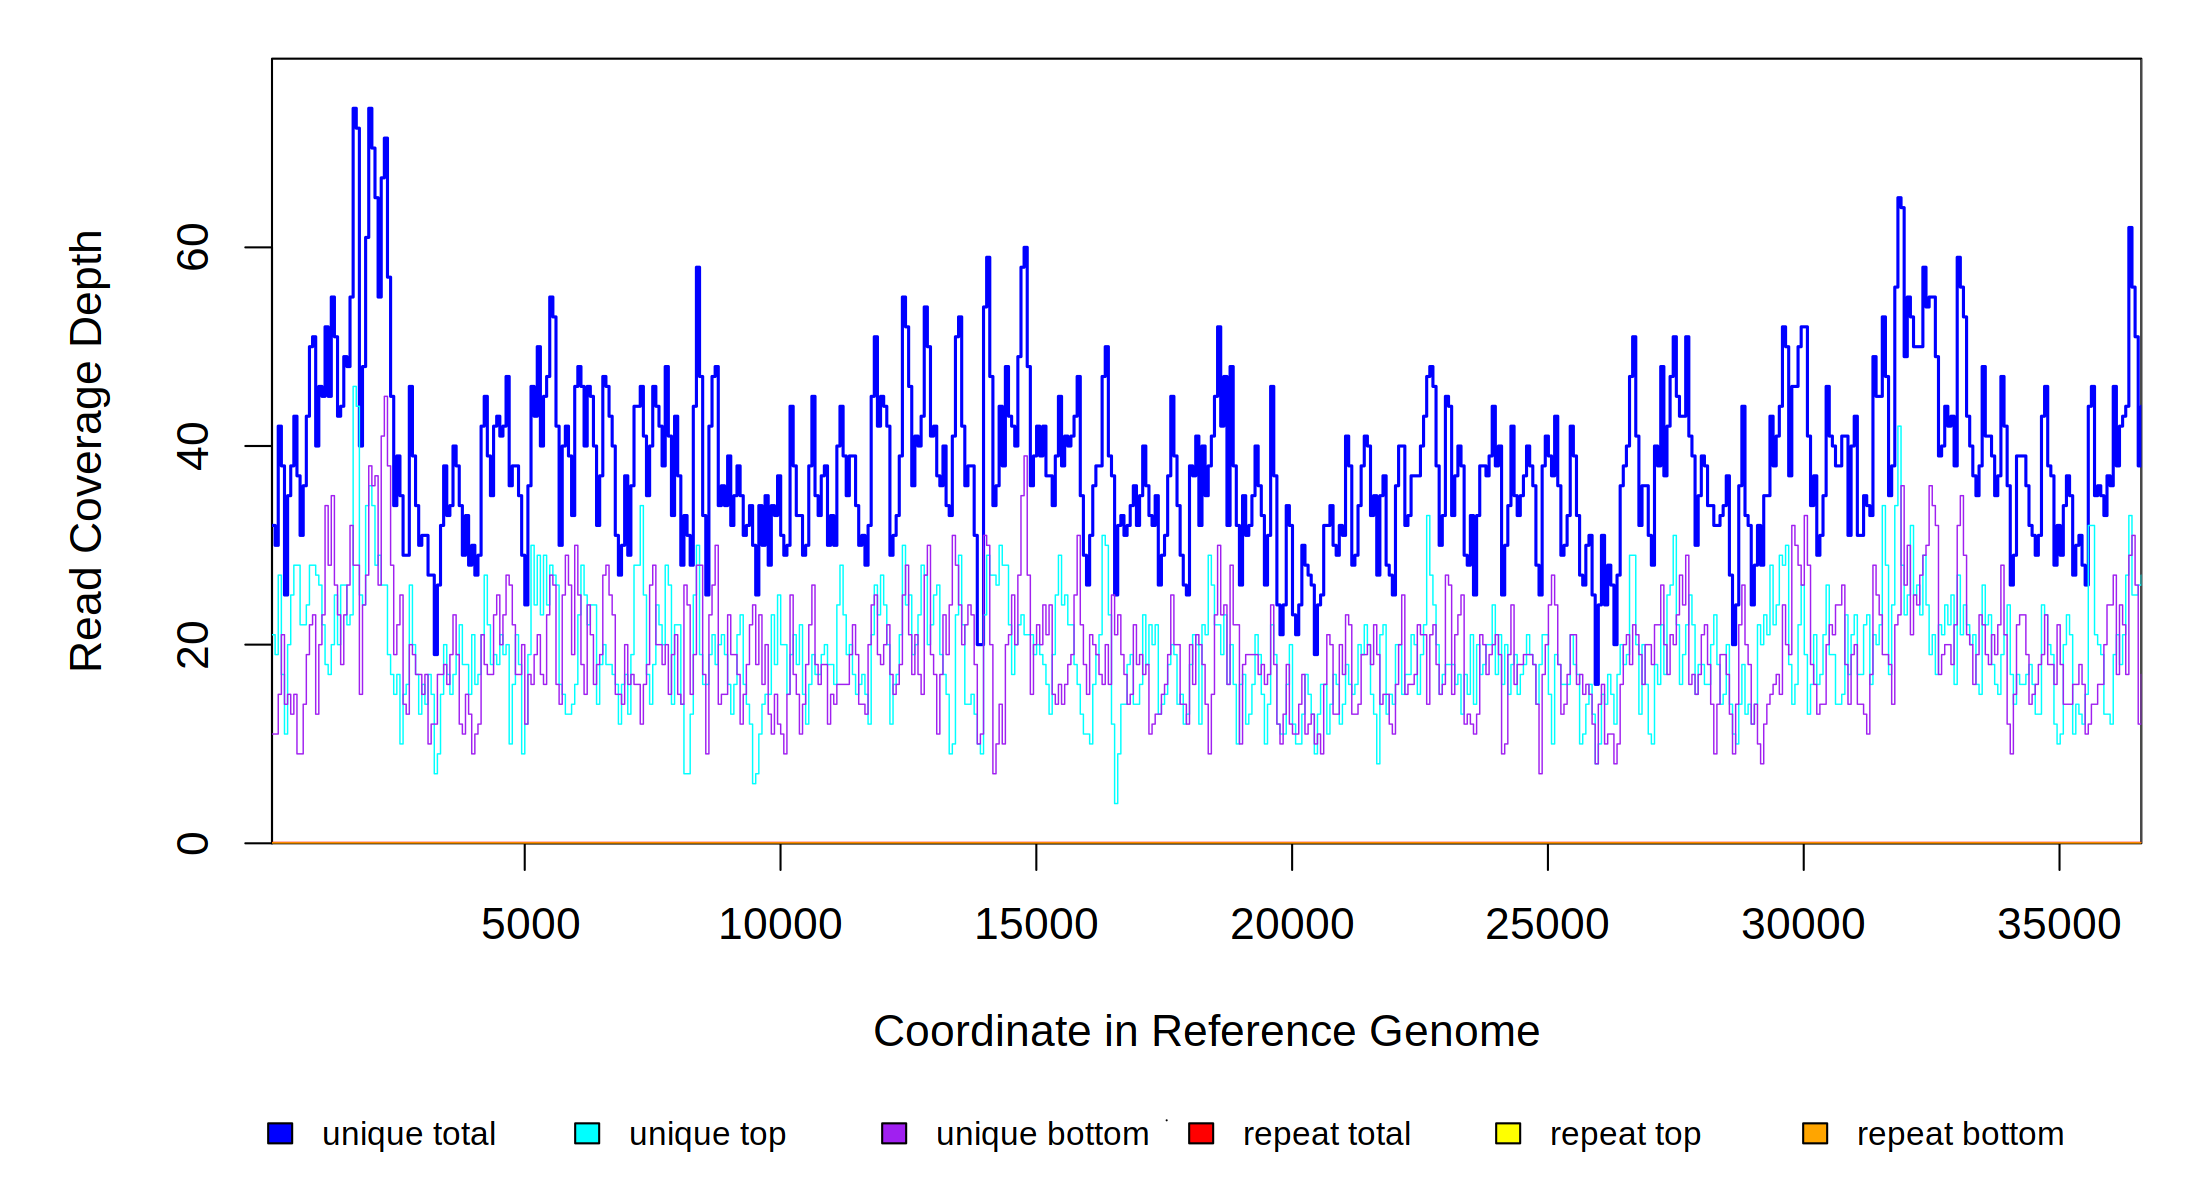 Read Coverage Depth
60
40
20
0
5000 10000 15000 20000 25000 30000 35000
Coordinate in Reference Genome
unique total unique top unique bottom repeat total repeat top repeat bottom